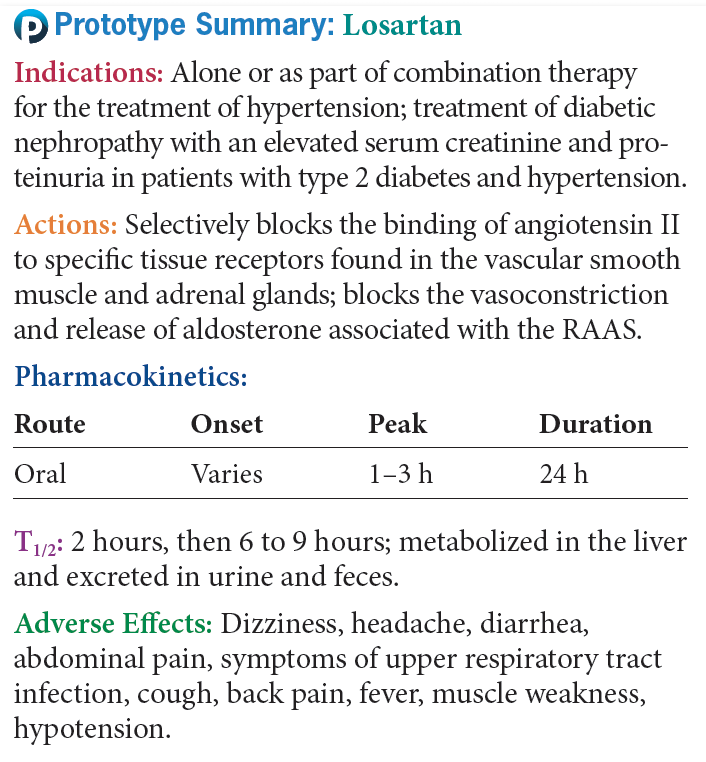 P Prototype Summary: Losartan
Indications: Alone or as part of combination therapy
for the treatment of hypertension; treatment of diabetic
nephropathy with an elevated serum creatinine and pro-
teinuria in patients with type 2 diabetes and hypertension.
Actions: Selectively blocks the binding of angiotensin II
to specific tissue receptors found in the vascular smooth
muscle and adrenal glands; blocks the vasoconstriction
and release of aldosterone associated with the RAAS.
Pharmacokinetics:
Route Onset Peak Duration
Oral Varies 1–3 h 24 h
T1/2: 2 hours, then 6 to 9 hours; metabolized in the liver
and excreted in urine and feces.
Adverse Effects: Dizziness, headache, diarrhea,
abdominal pain, symptoms of upper respiratory tract
infection, cough, back pain, fever, muscle weakness,
hypotension.